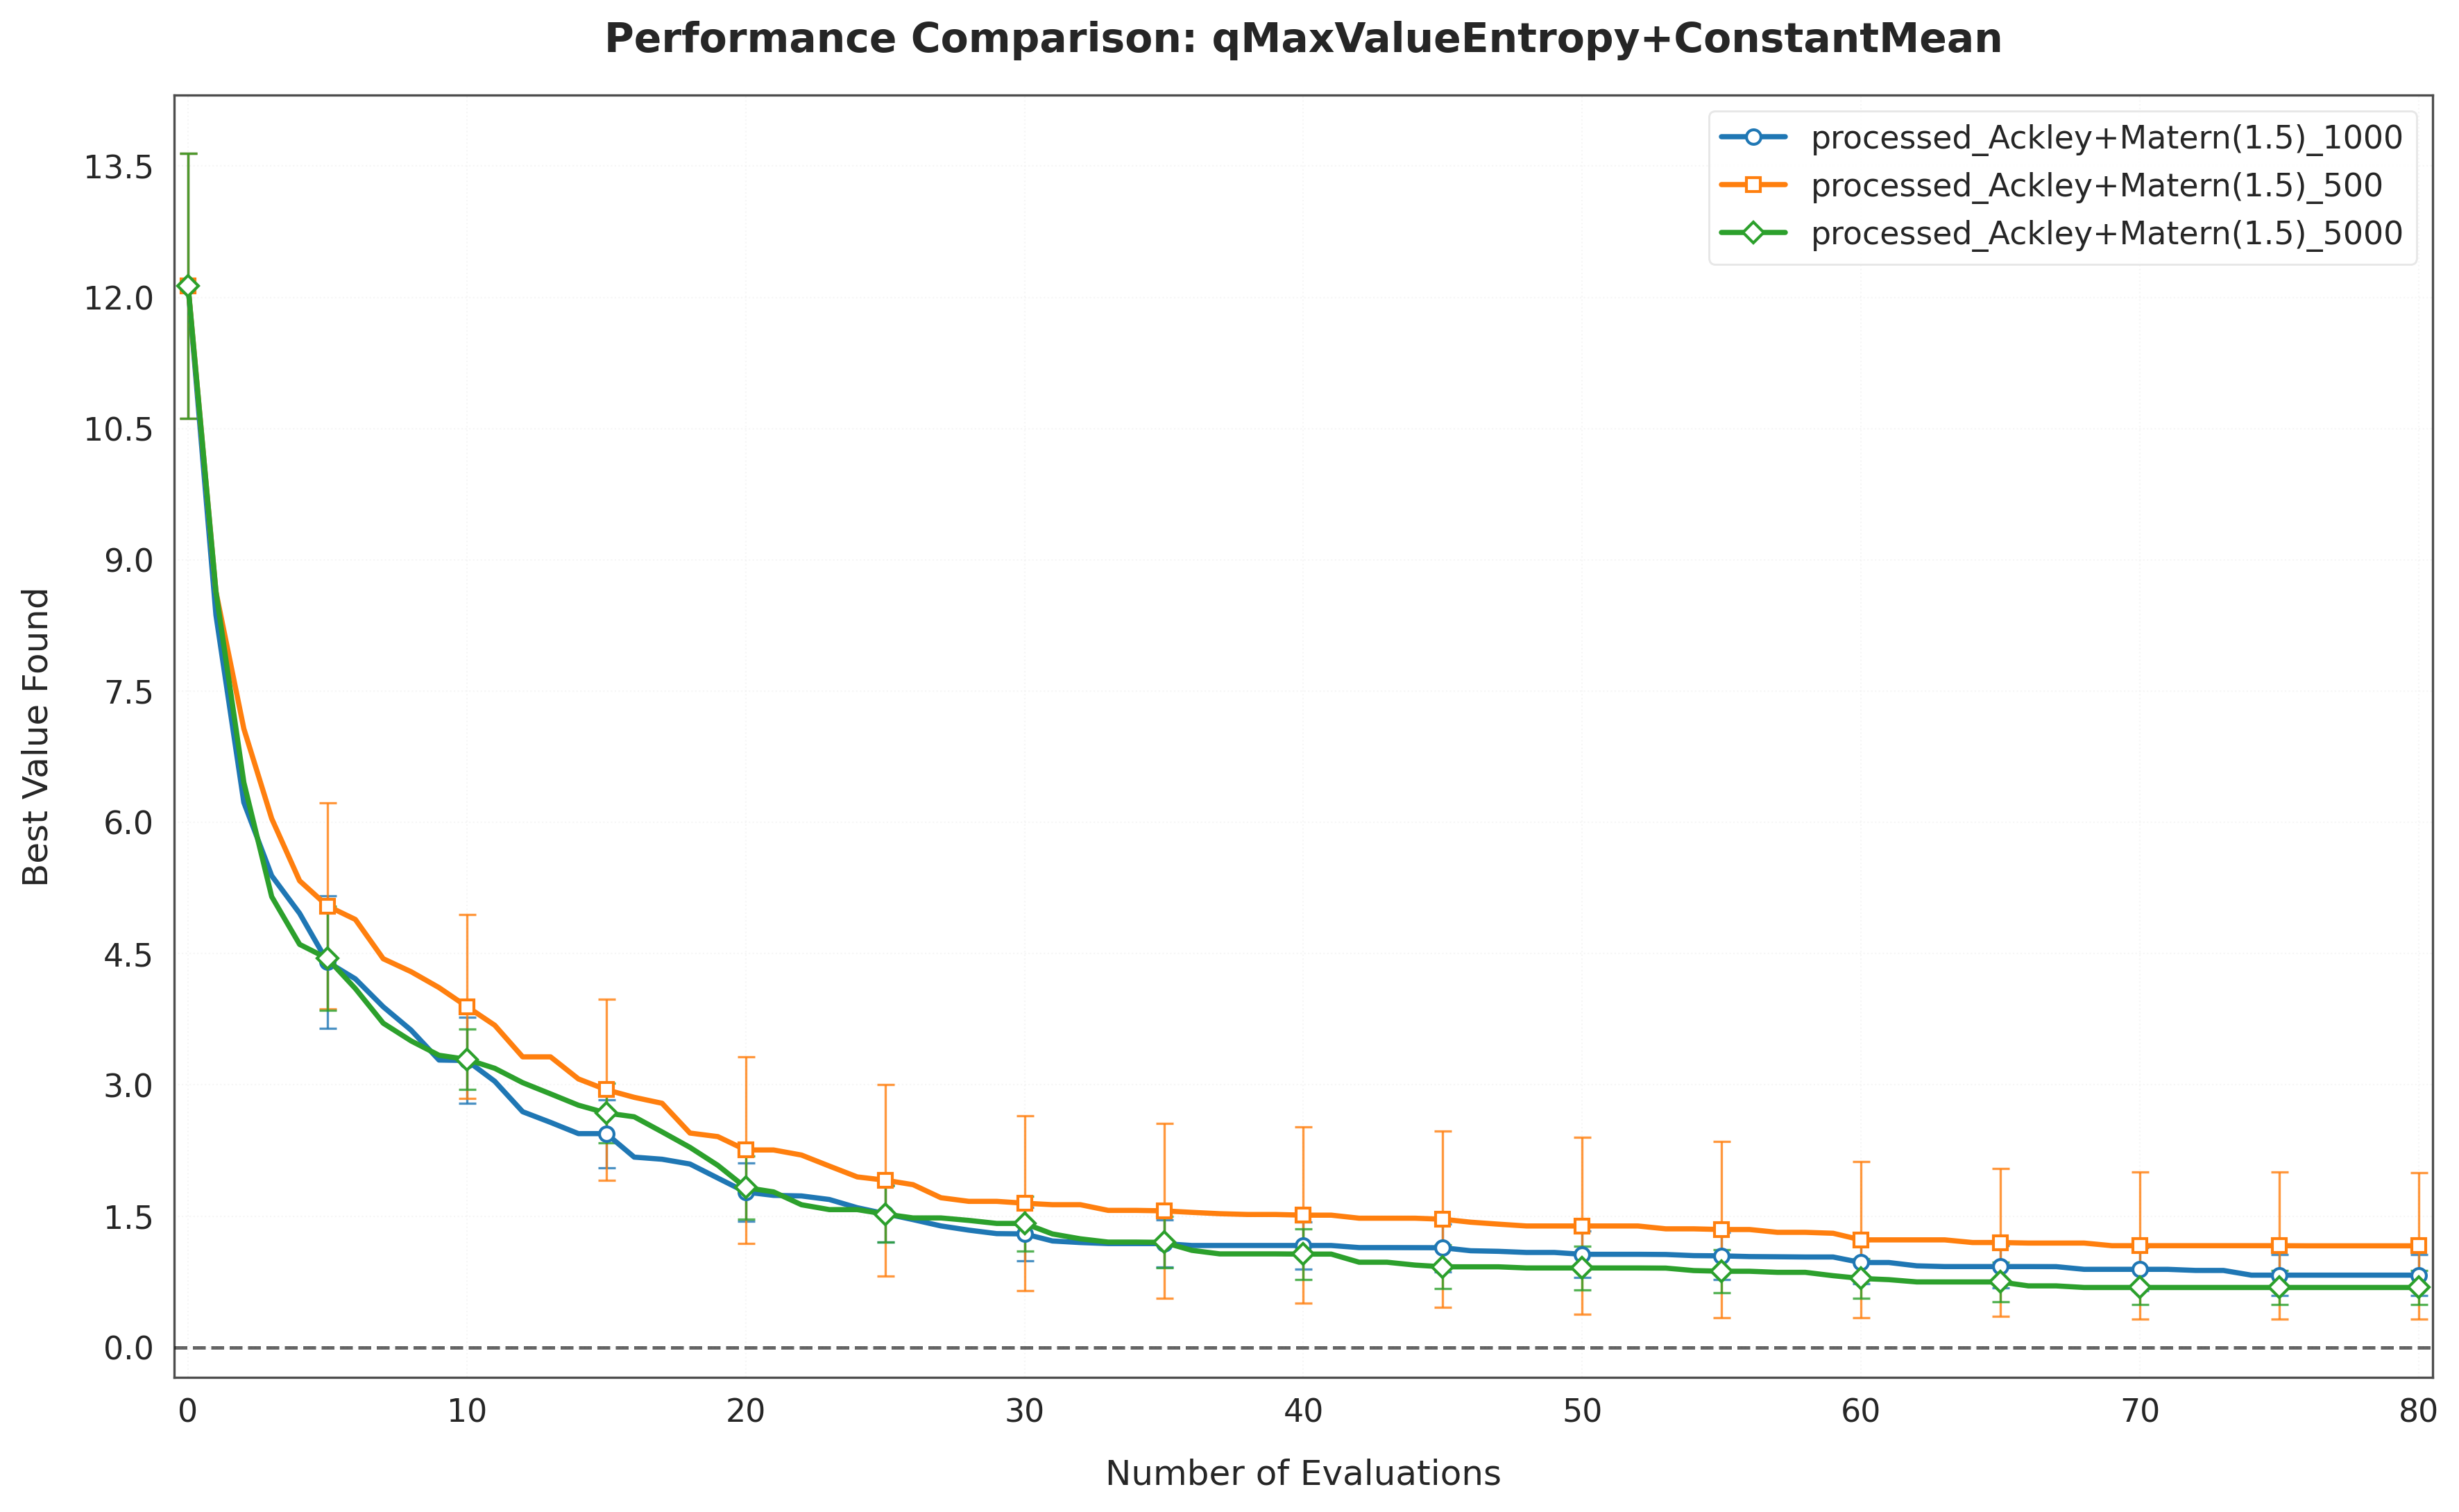 Performance Comparison: qMaxValueEntropy+ConstantMean
processed_Ackley+Matern(1.5)_1000
processed_Ackley+Matern(1.5)_500
processed_Ackley+Matern(1.5)_5000
Best Value Found
13.5
12.0
10.5
9.0
7.5
6.0
4.5
3.0
1.5
0.0
0 10 20 30 40 50 60 70 80
Number of Evaluations